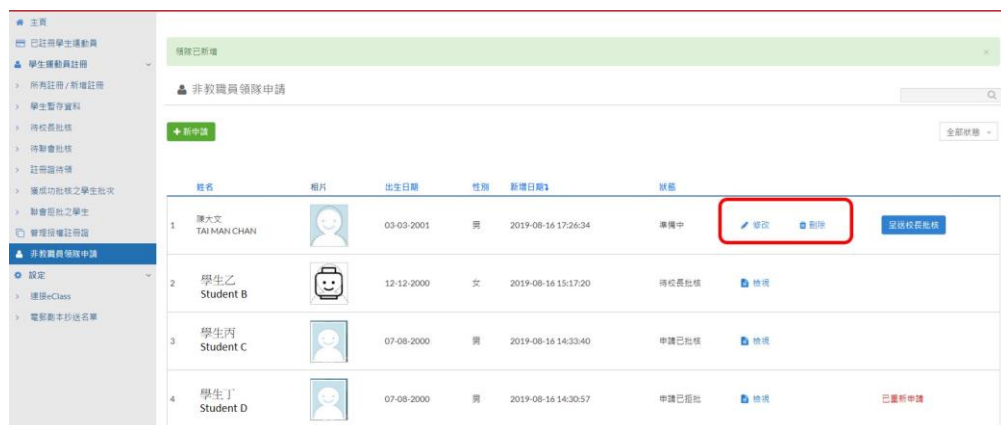 主頁
已註冊學生運動員
學生運動員註冊
所有註冊/新增註冊
學生暫存資料
待校長批核
待聯會批核
註冊證待領
獲成功批核之學生批次
聯會拒批之學生
管理接權註冊證
非教職員領隊申請
設定
連接eClass
電郵副本抄送名單
領隊已新增 ×
非教職員領隊申請
+新申請
全部狀態
姓名 相片 出生日期 性別 新增日期 狀態
1 陳大文 TAI MAN CHAN 03-03-2001 男 2019-08-16 17:26:34 準備中 修改 刪除 呈送校長批核
2 學生乙 Student B 12-12-2000 女 2019-08-16 15:17:20 待校長批核 檢視
3 學生丙 Student C 07-08-2000 男 2019-08-16 14:33:40 申請已批核 檢視
4 學生丁 Student D 07-08-2000 男 2019-08-16 14:30:57 申請已拒批 檢視 已重新申請